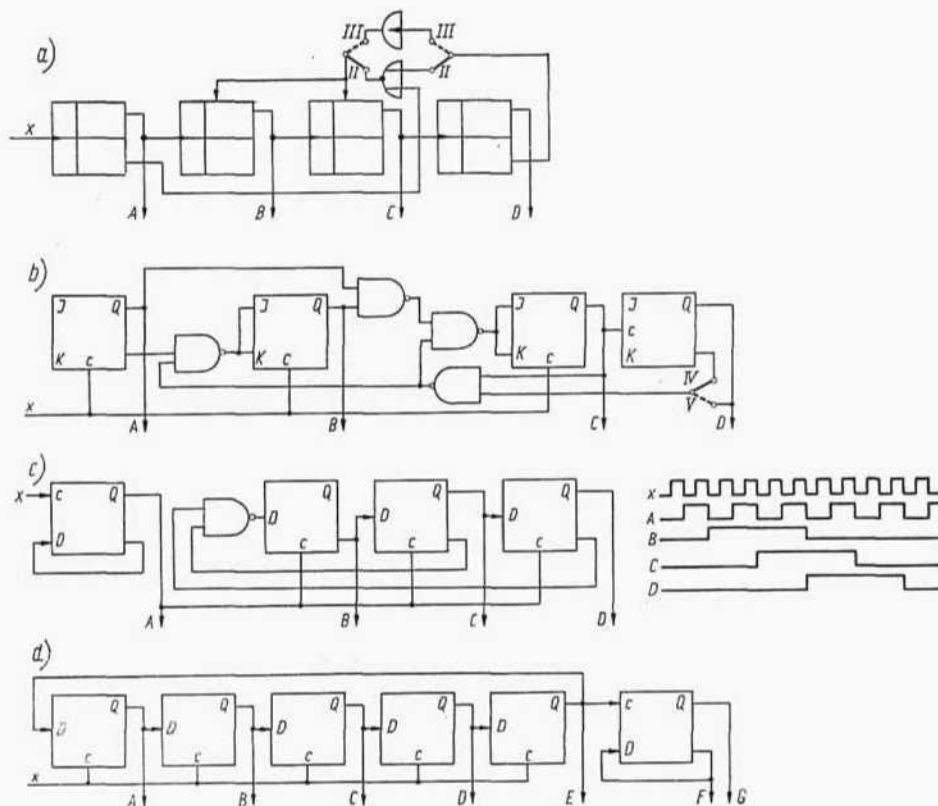 a)
III III
II II
x
A B C D
b)
J Q J Q J Q J Q
c
K c K c K c K
IV
V
x
A B C D
c)
x c Q Q Q Q
D D D D
c c c
A B C D
x
A
B
C
D
d)
Q Q Q Q Q c Q
D D D D D D
c c c c c
x
A B C D E F G